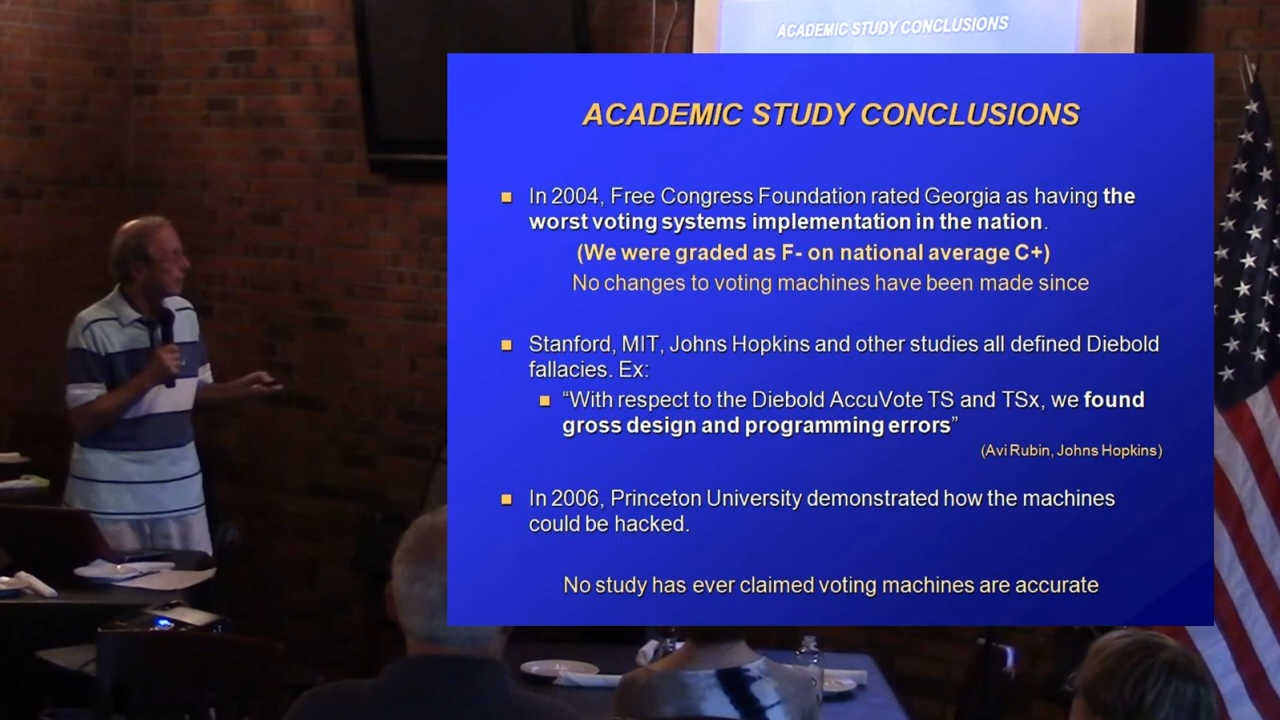 ACADEMIC STUDY CONCLUSIONS
ACADEMIC STUDY CONCLUSIONS
In 2004, Free Congress Foundation rated Georgia as having the
worst voting systems implementation in the nation.
(We were graded as F- on national average C+)
No changes to voting machines have been made since
Stanford, MIT, Johns Hopkins and other studies all defined Diebold
fallacies. Ex:
“With respect to the Diebold AccuVote TS and TSx, we found
gross design and programming errors”
(Avi Rubin, Johns Hopkins)
In 2006, Princeton University demonstrated how the machines
could be hacked.
No study has ever claimed voting machines are accurate